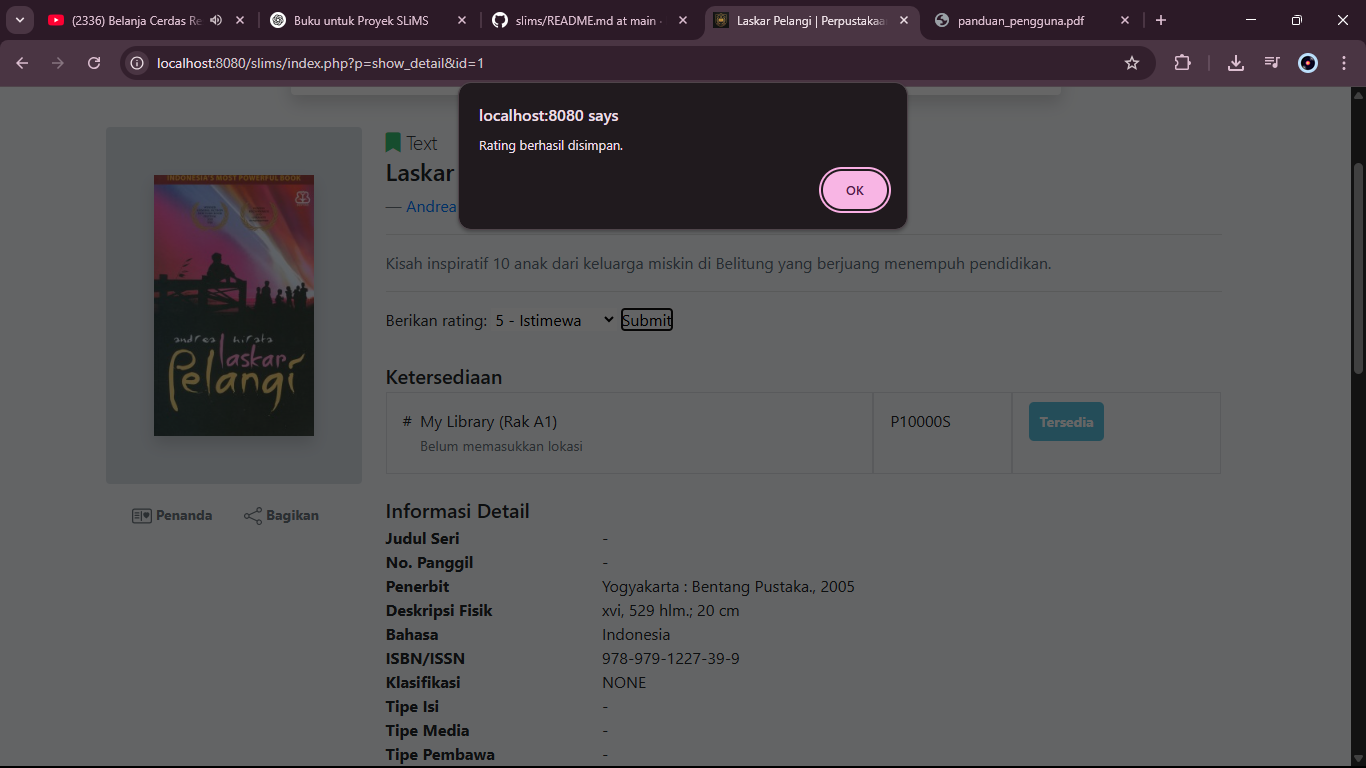 (2336) Belanja Cerdas Re
Buku untuk Proyek SLiMS
slims/README.md at main ·
Laskar Pelangi | Perpustakaa
panduan_pengguna.pdf
localhost:8080/slims/index.php?p=show_detail&id=1
localhost:8080 says
Rating berhasil disimpan.
OK
Text
Laskar
— Andrea
INDONESIA'S MOST POWERFUL BOOK
andrea hirata
laskar
Pelangi
Kisah inspiratif 10 anak dari keluarga miskin di Belitung yang berjuang menempuh pendidikan.
Berikan rating: 5 - Istimewa Submit
Ketersediaan
# My Library (Rak A1) P10000S Tersedia
Belum memasukkan lokasi
Penanda Bagikan
Informasi Detail
Judul Seri -
No. Panggil -
Penerbit Yogyakarta : Bentang Pustaka., 2005
Deskripsi Fisik xvi, 529 hlm.; 20 cm
Bahasa Indonesia
ISBN/ISSN 978-979-1227-39-9
Klasifikasi NONE
Tipe Isi -
Tipe Media -
Tipe Pembawa -